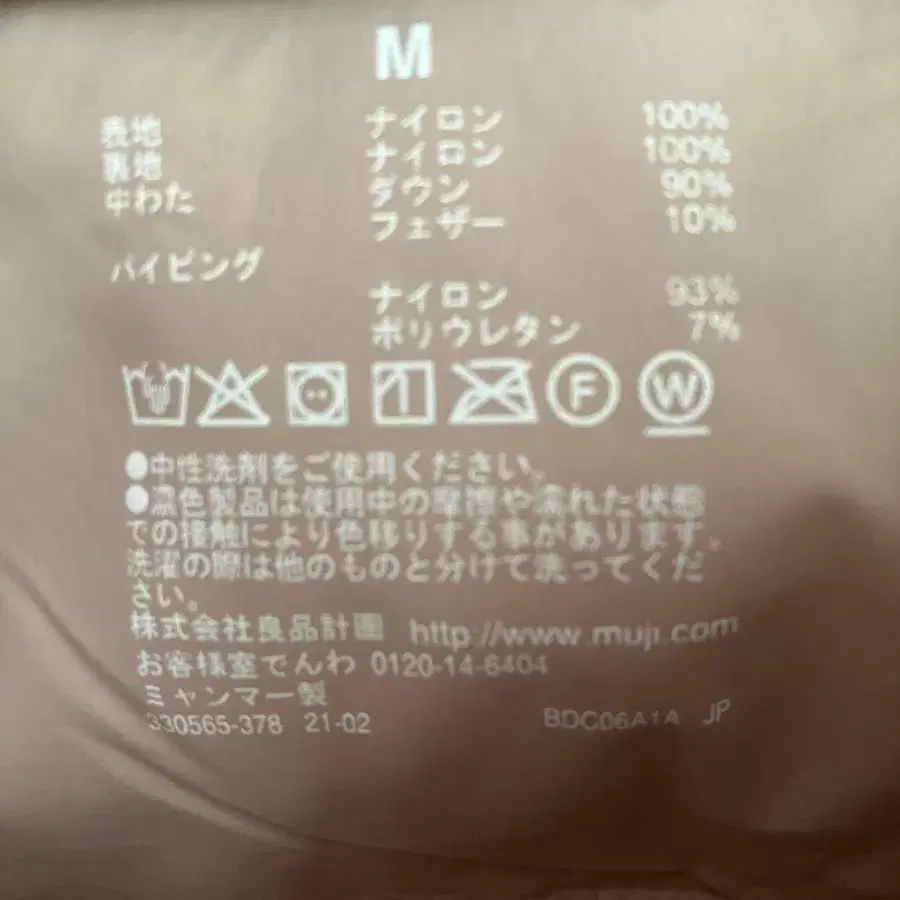 M
表地 ナイロン 100%
裏地 ナイロン 100%
中わた ダウン 90%
フェザー 10%
パイピング
ナイロン 93%
ポリウレタン 7%
F W
●中性洗剤をご使用ください。
●濃色製品は使用中の摩擦や濡れた状態
での接触により色移りする事があります。
洗濯の際は他のものと分けて洗ってくだ
さい。
株式会社良品計画 http://www.muji.com
お客様室でんわ 0120-14-6404
ミャンマー製
330565-378 21-02 BDC06A1A JP